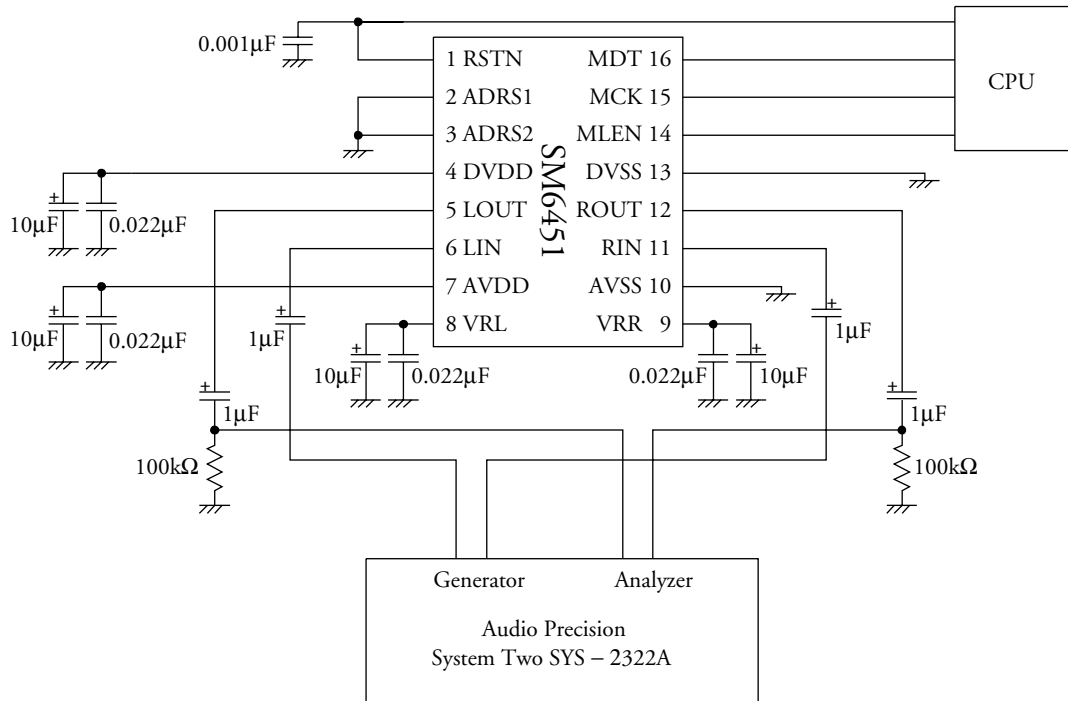 0.001µF
1 RSTN
MDT 16
CPU
2 ADRS1
MCK 15
3 ADRS2
MLEN 14
SM6451
4 DVDD
DVSS 13
+
10µF
0.022µF
5 LOUT
ROUT 12
6 LIN
RIN 11
7 AVDD
AVSS 10
+
10µF
0.022µF
+
1µF
+
1µF
8 VRL
VRR 9
+
10µF
0.022µF
0.022µF
+
10µF
+
1µF
+
1µF
100kΩ
100kΩ
Generator
Analyzer
Audio Precision
System Two SYS – 2322A